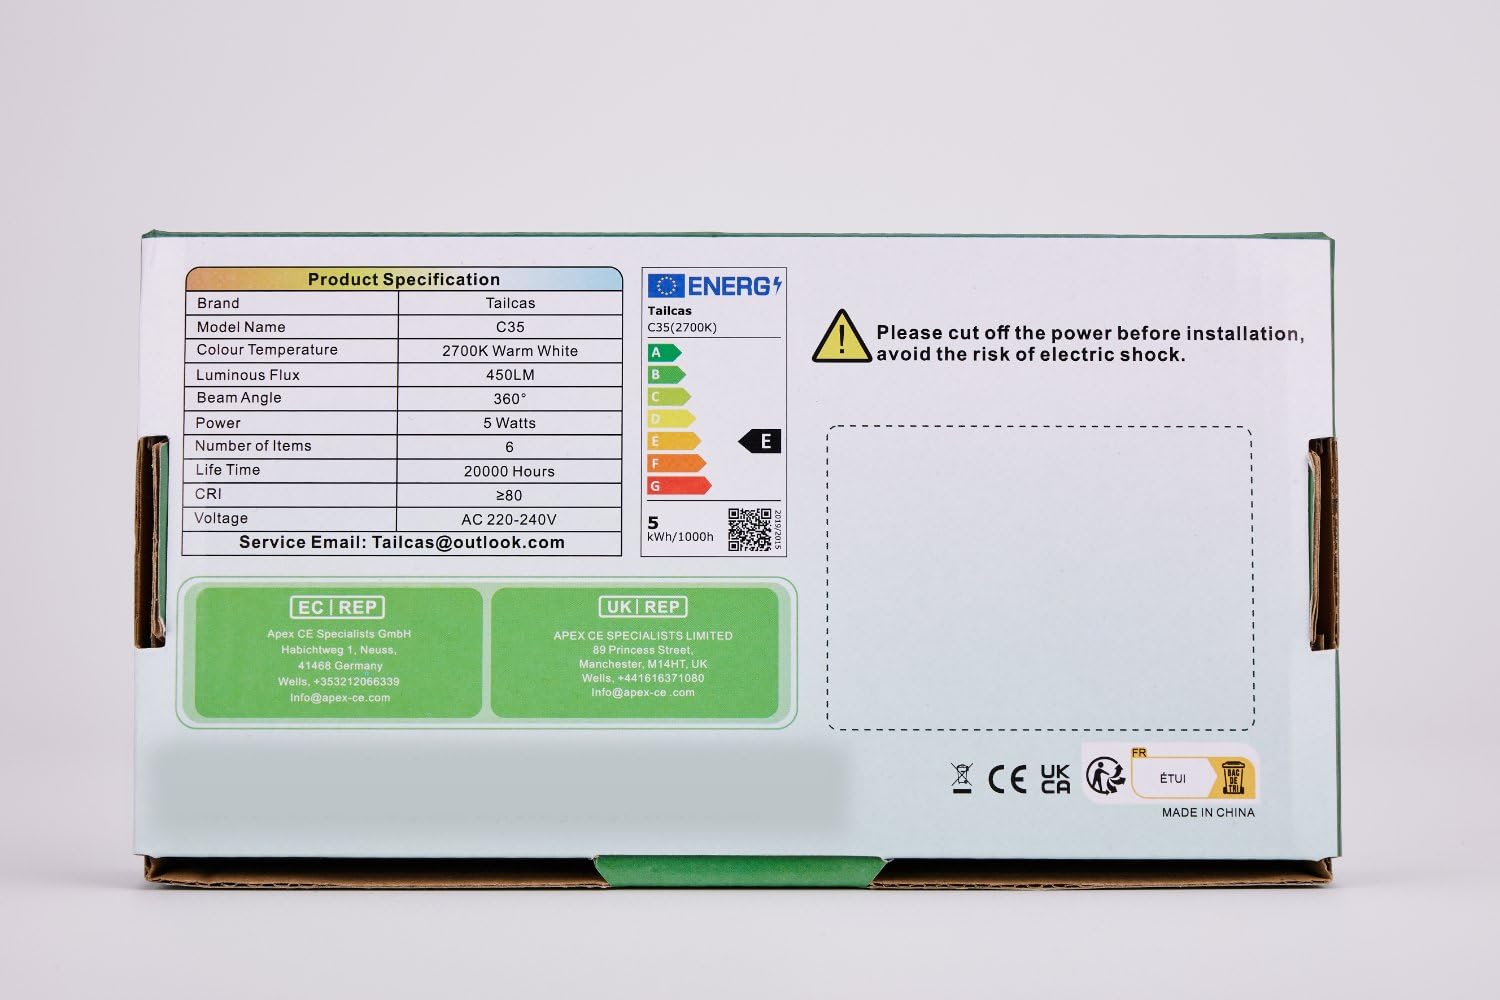 Product Specification
Brand Tailcas
Model Name C35
Colour Temperature 2700K Warm White
Luminous Flux 450LM
Beam Angle 360°
Power 5 Watts
Number of Items 6
Life Time 20000 Hours
CRI ≥80
Voltage AC 220-240V
Service Email: Tailcas@outlook.com
ENERG
Tailcas
C35(2700K)
A
B
C
D
E
E
F
G
5
kWh/1000h
2019/2015
Please cut off the power before installation,
avoid the risk of electric shock.
EC REP
Apex CE Specialists GmbH
Habichtweg 1, Neuss,
41468 Germany
Wells, +353212066339
Info@apex-ce.com
UK REP
APEX CE SPECIALISTS LIMITED
89 Princess Street,
Manchester, M14HT, UK
Wells, +441616371080
Info@apex-ce .com
CE
UK
CA
FR
ÉTUI
BAC
DE
TRI
MADE IN CHINA